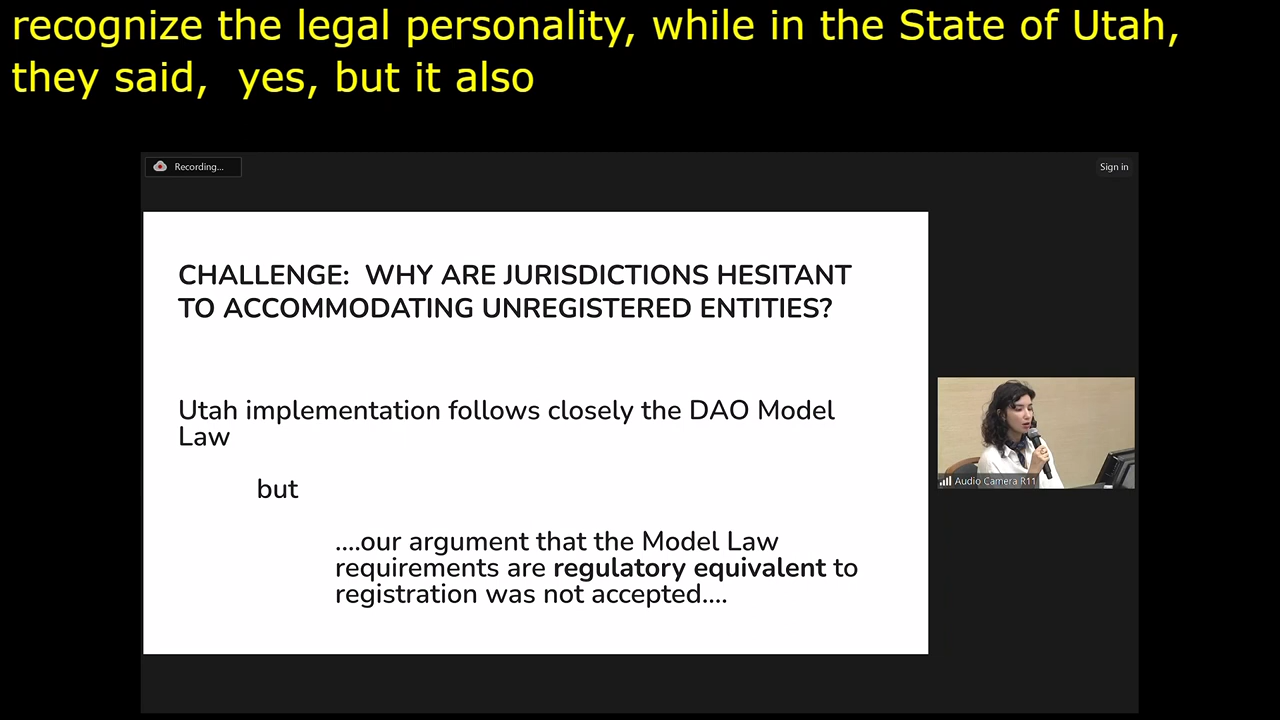 recognize the legal personality, while in the State of Utah,
they said,  yes, but it also
Recording...
Sign in
CHALLENGE:  WHY ARE JURISDICTIONS HESITANT
TO ACCOMMODATING UNREGISTERED ENTITIES?
Utah implementation follows closely the DAO Model
Law
but
....our argument that the Model Law
requirements are regulatory equivalent to
registration was not accepted....
Audio Camera R11